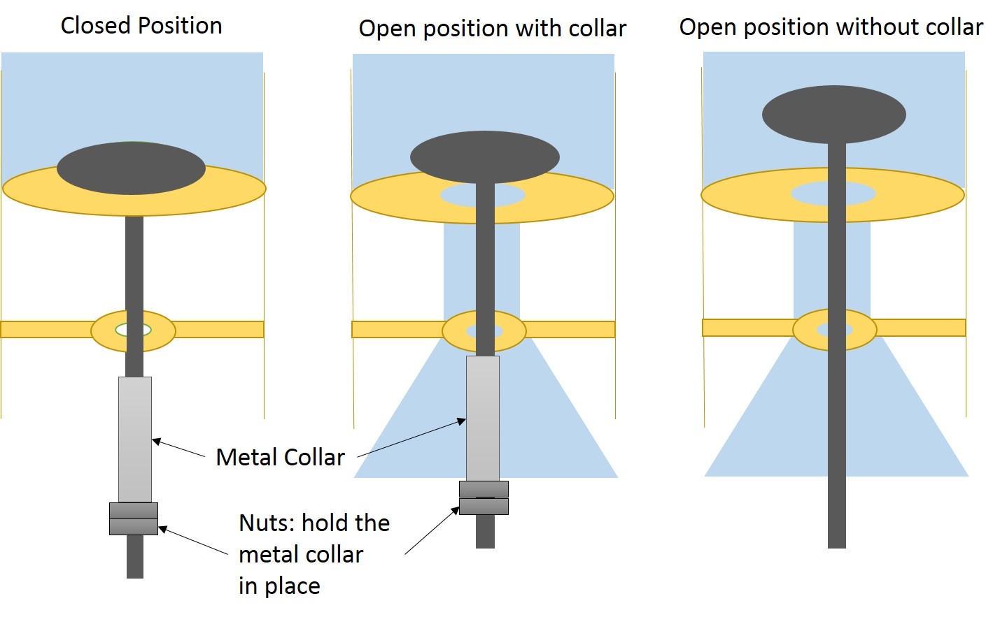 Closed Position
Open position with collar
Open position without collar
Metal Collar
Nuts: hold the
metal collar
in place